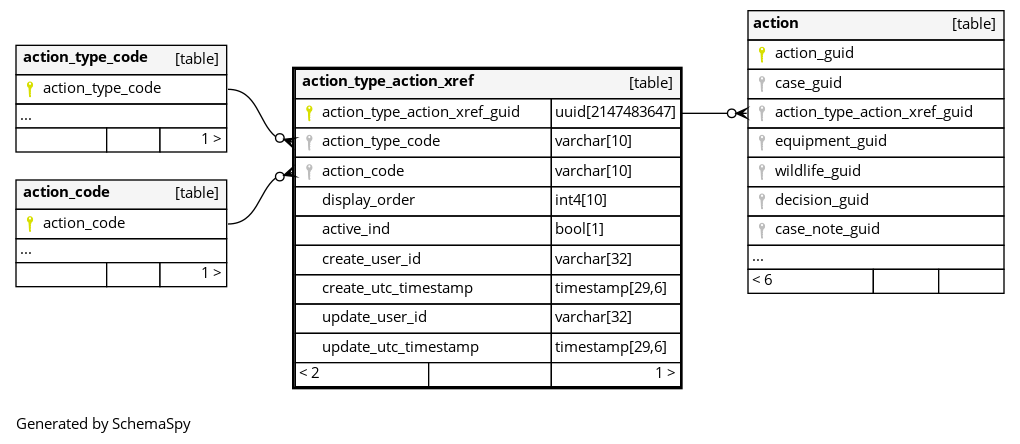 action_type_code [table]
action_type_code
...
1 >
action_code [table]
action_code
...
1 >
action_type_action_xref [table]
action_type_action_xref_guid uuid[2147483647]
action_type_code varchar[10]
action_code varchar[10]
display_order int4[10]
active_ind bool[1]
create_user_id varchar[32]
create_utc_timestamp timestamp[29,6]
update_user_id varchar[32]
update_utc_timestamp timestamp[29,6]
< 2 1 >
action [table]
action_guid
case_guid
action_type_action_xref_guid
equipment_guid
wildlife_guid
decision_guid
case_note_guid
...
< 6
Generated by SchemaSpy